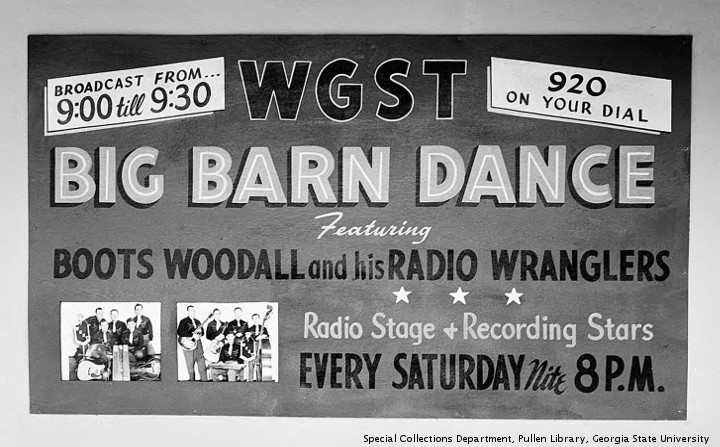 BROADCAST FROM...
9:00 till 9:30
WGST
920
ON YOUR DIAL
BIG BARN DANCE
Featuring
BOOTS WOODALL and his RADIO WRANGLERS
Radio Stage + Recording Stars
EVERY SATURDAY Nite 8 P.M.
Special Collections Department, Pullen Library, Georgia State University